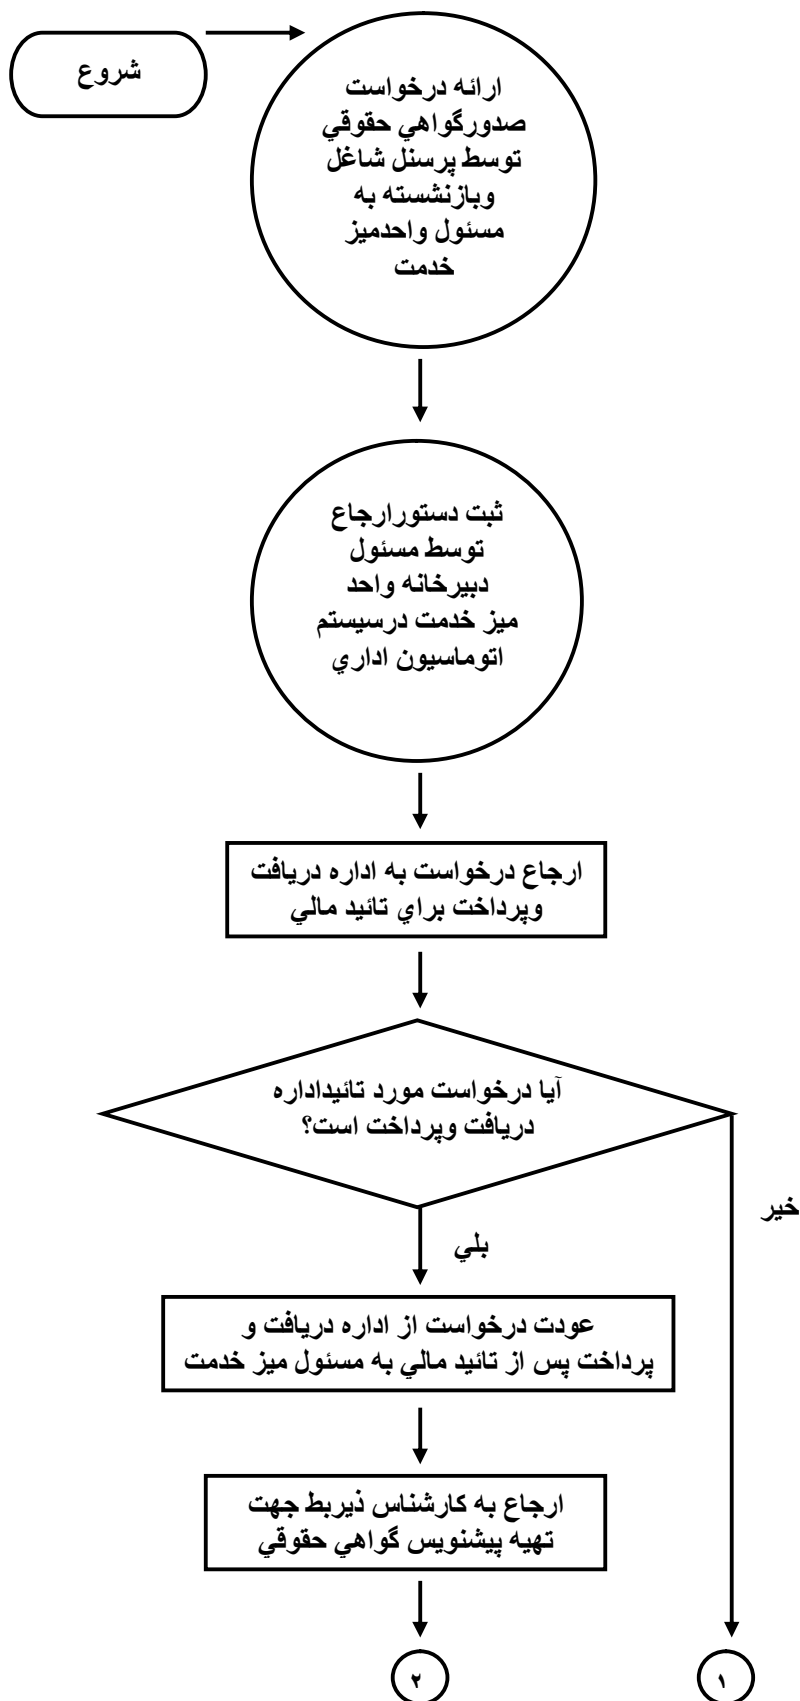 شروع
ارائه درخواست
صدورگواهي حقوقي
توسط پرسنل شاغل
وبازنشسته به
مسئول واحدميز
خدمت
ثبت دستورارجاع
توسط مسئول
دبيرخانه واحد
ميز خدمت درسيستم
اتوماسيون اداري
ارجاع درخواست به اداره دريافت
وپرداخت براي تائيد مالي
آيا درخواست مورد تائيداداره
دريافت وپرداخت است؟
خير
بلي
عودت درخواست از اداره دريافت و
پرداخت پس از تائيد مالي به مسئول ميز خدمت
ارجاع به كارشناس ذيربط جهت
تهيه پيشنويس گواهي حقوقي
۲
۱